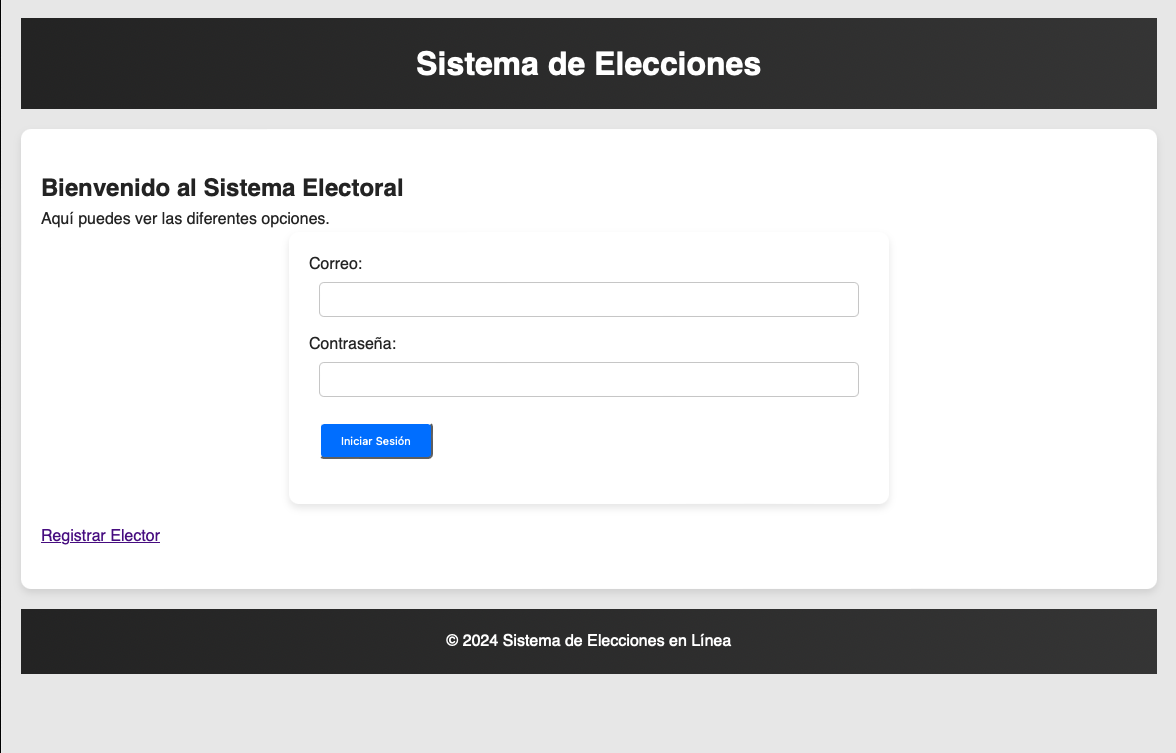 Sistema de Elecciones
Bienvenido al Sistema Electoral
Aquí puedes ver las diferentes opciones.
Correo:
Contraseña:
Iniciar Sesión
Registrar Elector
© 2024 Sistema de Elecciones en Línea